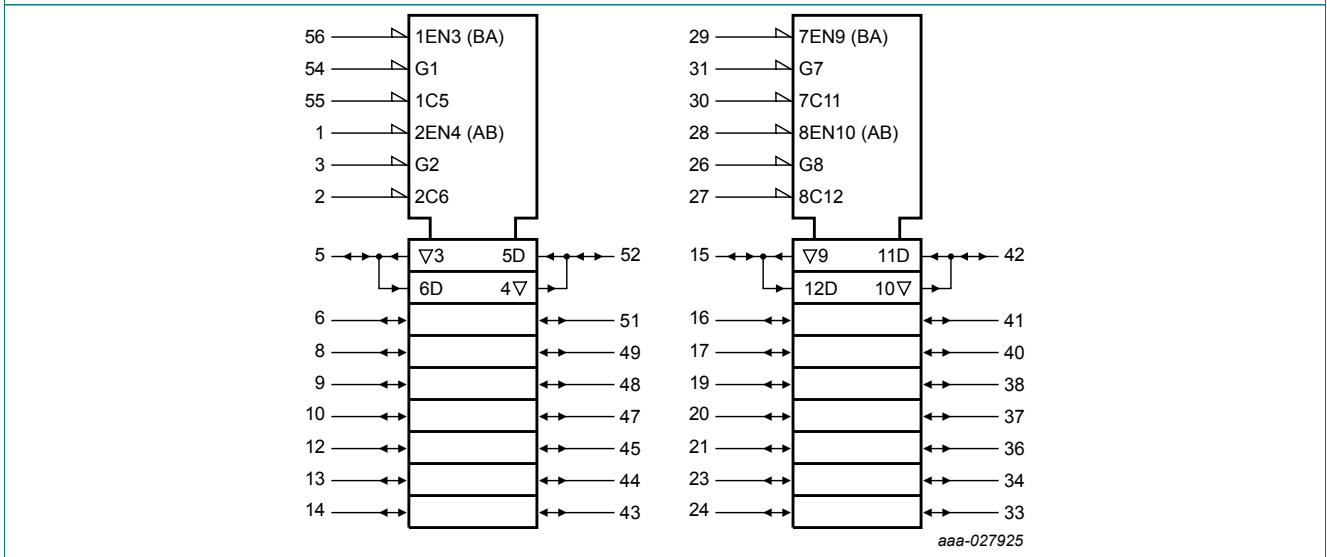 56 1EN3 (BA)
54 G1
55 1C5
1 2EN4 (AB)
3 G2
2 2C6
5 ▽3 5D 52
6D 4▽
6 51
8 49
9 48
10 47
12 45
13 44
14 43
29 7EN9 (BA)
31 G7
30 7C11
28 8EN10 (AB)
26 G8
27 8C12
15 ▽9 11D 42
12D 10▽
16 41
17 40
19 38
20 37
21 36
23 34
24 33
aaa-027925